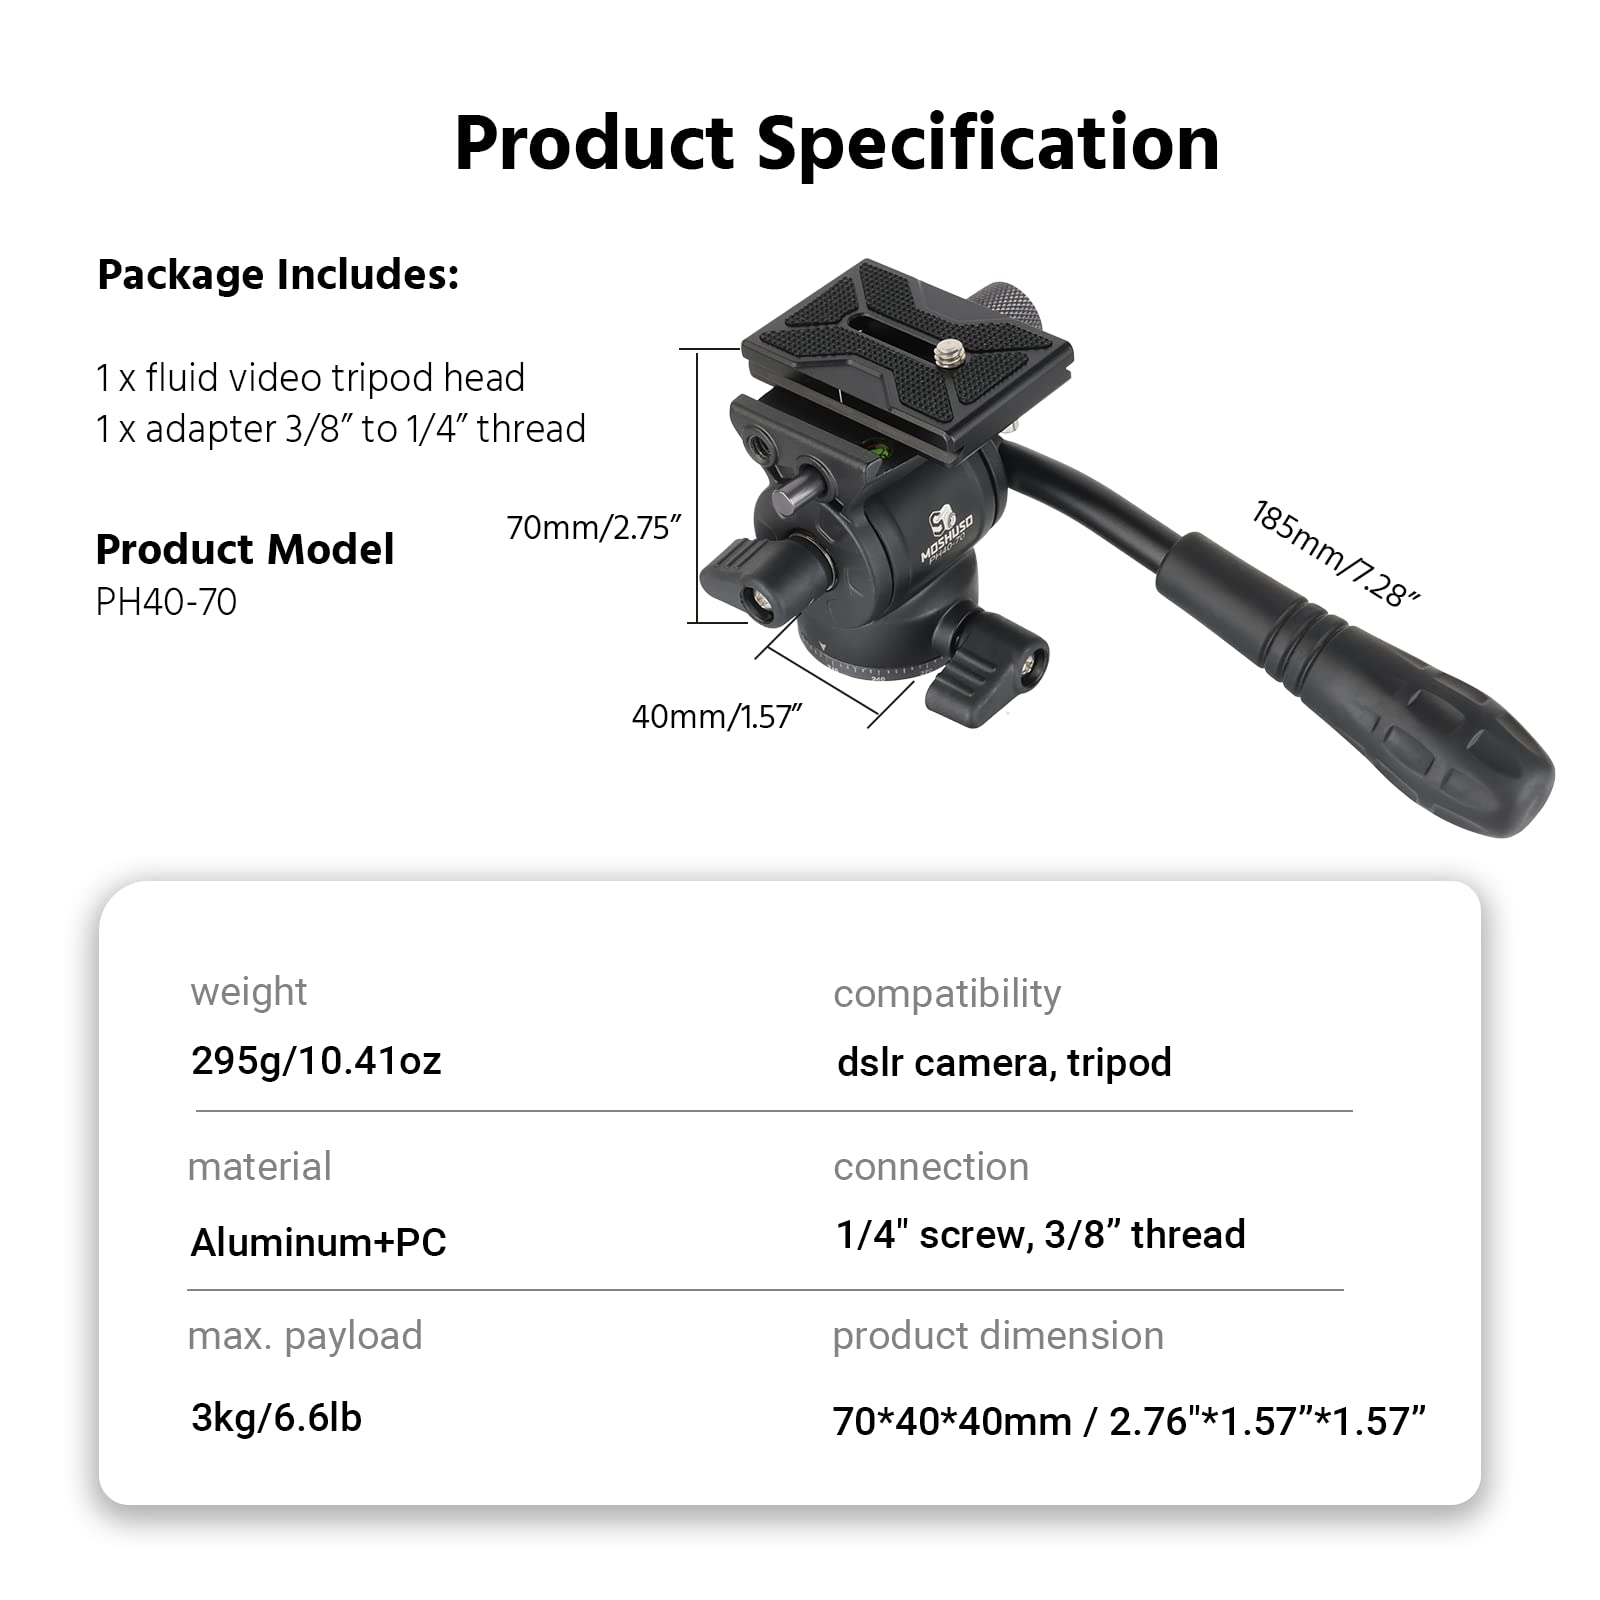 Product Specification
Package Includes:
1 x fluid video tripod head
1 x adapter 3/8” to 1/4” thread
Product Model
PH40-70
70mm/2.75”
185mm/7.28”
40mm/1.57”
MOSHUSO
PH40-70
240
weight
295g/10.41oz
compatibility
dslr camera, tripod
material
Aluminum+PC
connection
1/4" screw, 3/8” thread
max. payload
3kg/6.6lb
product dimension
70*40*40mm / 2.76"*1.57”*1.57”